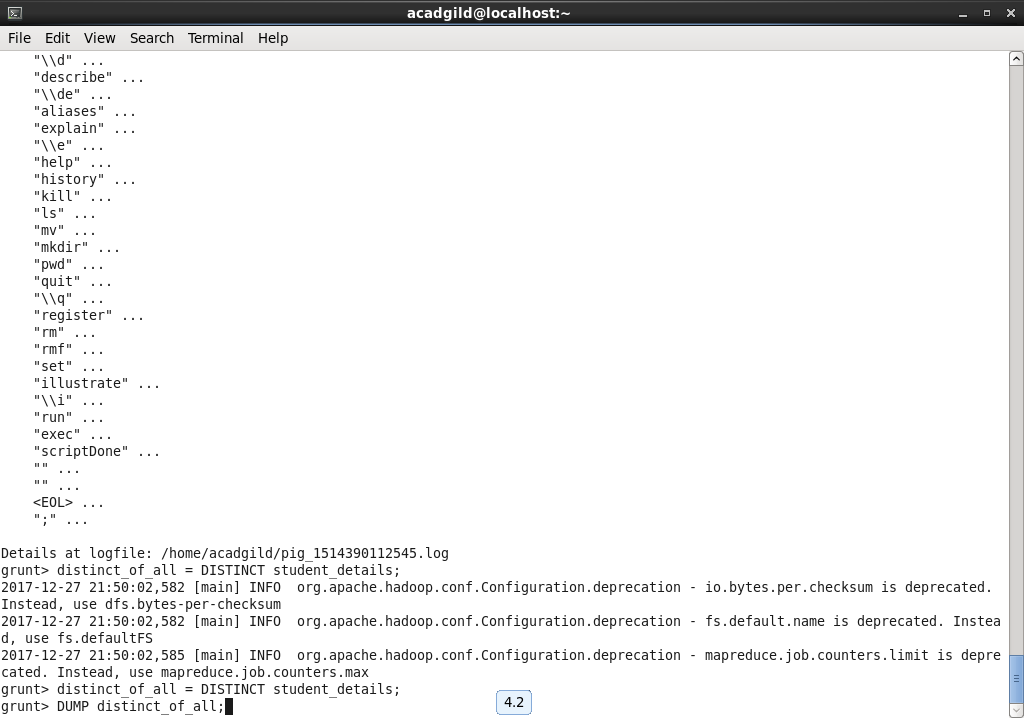 acadgild@localhost:~
File Edit View Search Terminal Help
"\\d" ...
"describe" ...
"\\de" ...
"aliases" ...
"explain" ...
"\\e" ...
"help" ...
"history" ...
"kill" ...
"ls" ...
"mv" ...
"mkdir" ...
"pwd" ...
"quit" ...
"\\q" ...
"register" ...
"rm" ...
"rmf" ...
"set" ...
"illustrate" ...
"\\i" ...
"run" ...
"exec" ...
"scriptDone" ...
"" ...
"" ...
<EOL> ...
";" ...
Details at logfile: /home/acadgild/pig_1514390112545.log
grunt> distinct_of_all = DISTINCT student_details;
2017-12-27 21:50:02,582 [main] INFO  org.apache.hadoop.conf.Configuration.deprecation - io.bytes.per.checksum is deprecated.
Instead, use dfs.bytes-per-checksum
2017-12-27 21:50:02,582 [main] INFO  org.apache.hadoop.conf.Configuration.deprecation - fs.default.name is deprecated. Instea
d, use fs.defaultFS
2017-12-27 21:50:02,585 [main] INFO  org.apache.hadoop.conf.Configuration.deprecation - mapreduce.job.counters.limit is depre
cated. Instead, use mapreduce.job.counters.max
grunt> distinct_of_all = DISTINCT student_details;
grunt> DUMP distinct_of_all;
4.2